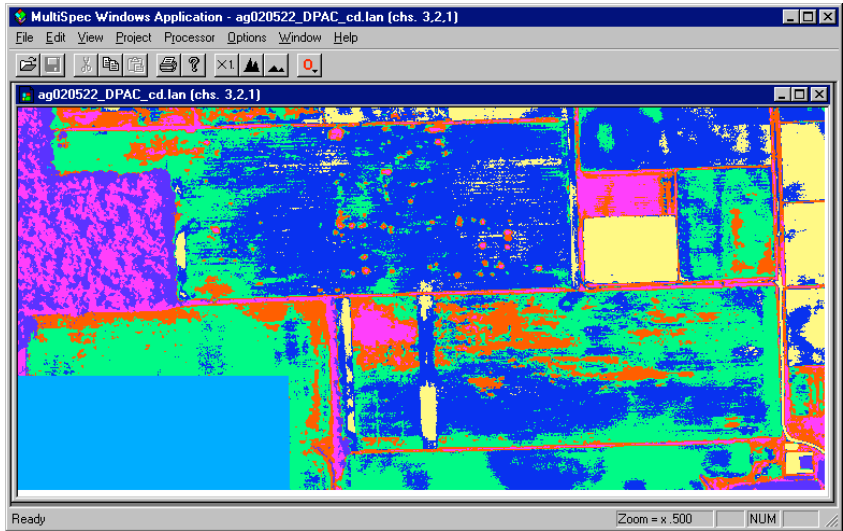 MultiSpec Windows Application - ag020522_DPAC_cd.lan (chs. 3,2,1)
File Edit View Project Processor Options Window Help
×1. 0.
ag020522_DPAC_cd.lan (chs. 3,2,1)
Ready Zoom = x .500 NUM